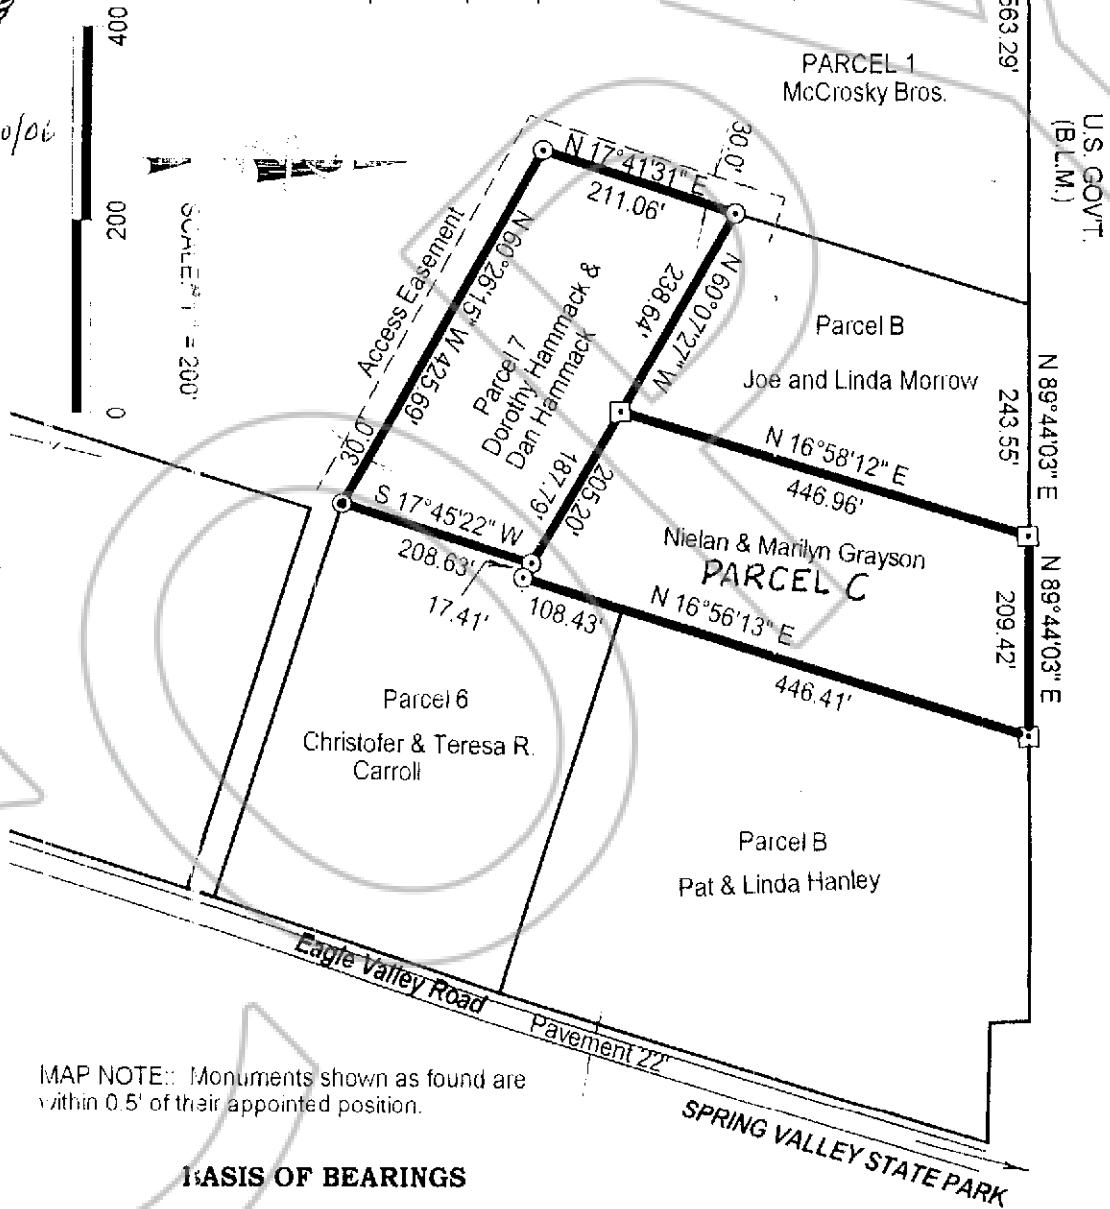 400
200
0
SCALE: 1" = 200'
563.29'
PARCEL 1
McCrosky Bros.
U.S. GOV'T.
(B.L.M.)
30.0'
N 17°41'31" E
211.06'
Access Easement
N 60°26'15" W 425.69'
30.0'
Parcel 7
Dorothy Hammack &
Dan Hammack
N 60°07'27" W
238.64'
187.79'
205.20'
Parcel B
Joe and Linda Morrow
N 89°44'03" E
243.55'
N 16°58'12" E
446.96'
S 17°45'22" W
208.63'
17.41'
108.43'
Nielan & Marilyn Grayson
PARCEL C
N 16°56'13" E
446.41'
N 89°44'03" E
209.42'
Parcel 6
Christofer & Teresa R.
Carroll
Parcel B
Pat & Linda Hanley
Eagle Valley Road
Pavement 22'
SPRING VALLEY STATE PARK
MAP NOTE:: Monuments shown as found are
within 0.5' of their appointed position.
BASIS OF BEARINGS